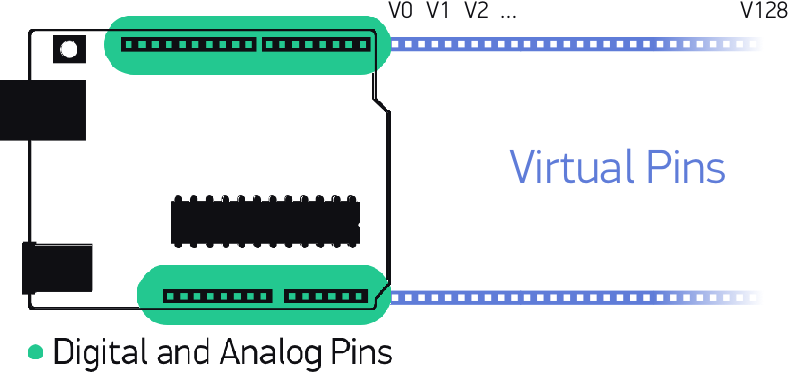 V0 V1 V2 ... V128
Virtual Pins
Digital and Analog Pins